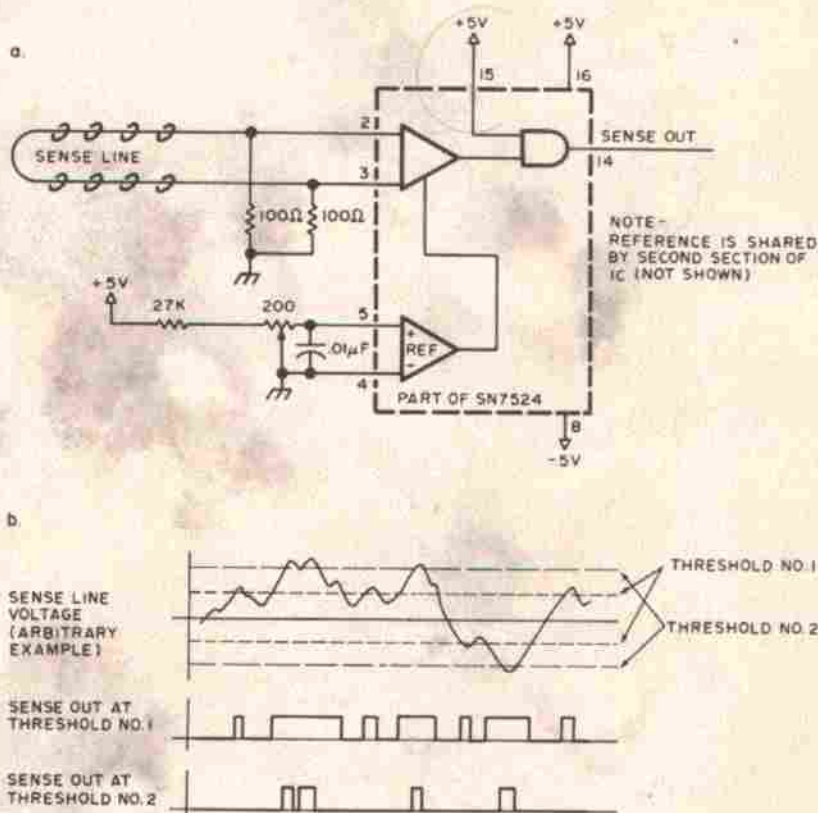 a.
+5V
+5V
15
16
2
SENSE LINE
3
SENSE OUT
14
100Ω
100Ω
NOTE-
REFERENCE IS SHARED
BY SECOND SECTION OF
IC (NOT SHOWN)
+5V
27K
200
5
.01µF
+
REF
-
4
PART OF SN7524
8
-5V
b.
THRESHOLD NO.1
SENSE LINE
VOLTAGE
(ARBITRARY
EXAMPLE)
THRESHOLD NO.2
SENSE OUT AT
THRESHOLD NO.1
SENSE OUT AT
THRESHOLD NO.2